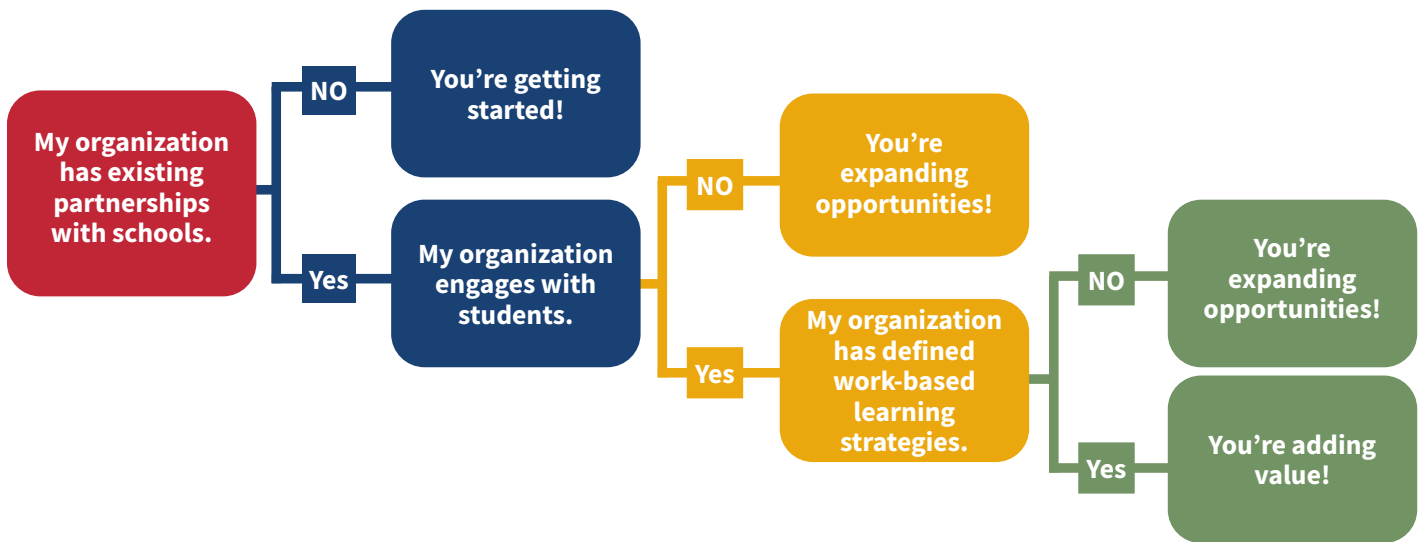 My organization
has existing
partnerships
with schools.
NO
You’re getting
started!
Yes
My organization
engages with
students.
NO
You’re
expanding
opportunities!
Yes
My organization
has defined
work-based
learning
strategies.
NO
You’re
expanding
opportunities!
Yes
You’re adding
value!